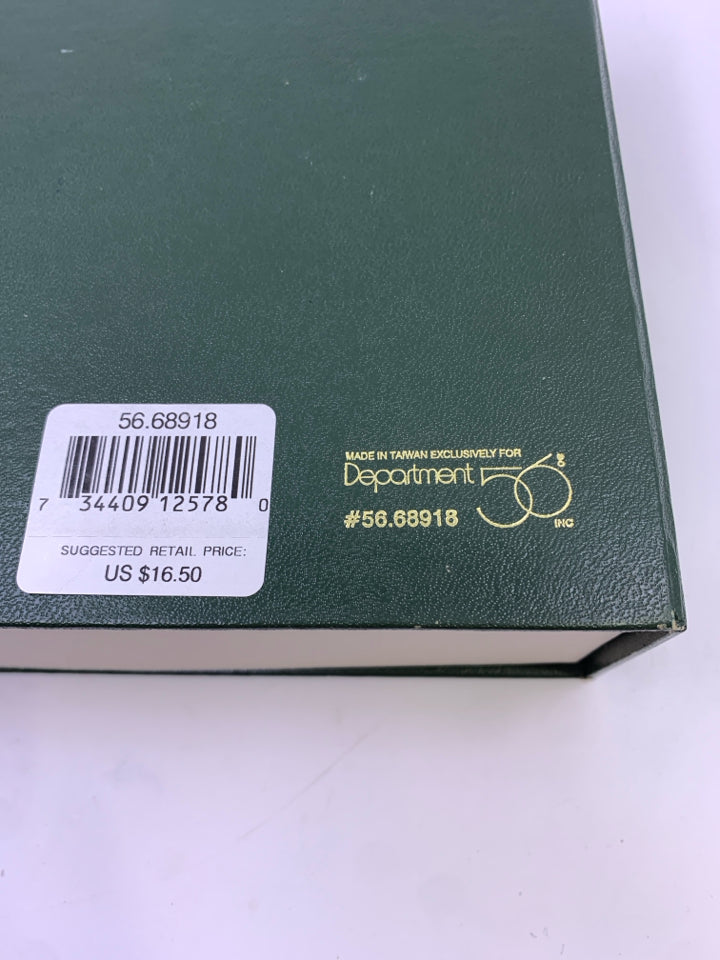 56.68918
7 34409 12578 0
SUGGESTED RETAIL PRICE:
US $16.50
MADE IN TAIWAN EXCLUSIVELY FOR
Department 56
#56.68918
INC